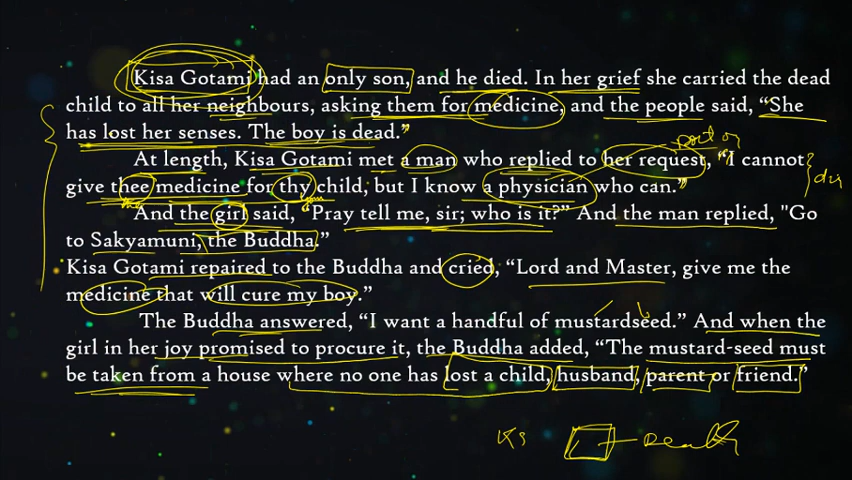 Kisa Gotami had an only son, and he died. In her grief she carried the dead
child to all her neighbours, asking them for medicine, and the people said, “She
has lost her senses. The boy is dead.”
At length, Kisa Gotami met a man who replied to her request, “I cannot
give thee medicine for thy child, but I know a physician who can.”
And the girl said, “Pray tell me, sir; who is it?” And the man replied, "Go
to Sakyamuni, the Buddha.”
Kisa Gotami repaired to the Buddha and cried, “Lord and Master, give me the
medicine that will cure my boy.”
The Buddha answered, “I want a handful of mustardseed.” And when the
girl in her joy promised to procure it, the Buddha added, “The mustard-seed must
be taken from a house where no one has lost a child, husband, parent or friend.”
Death